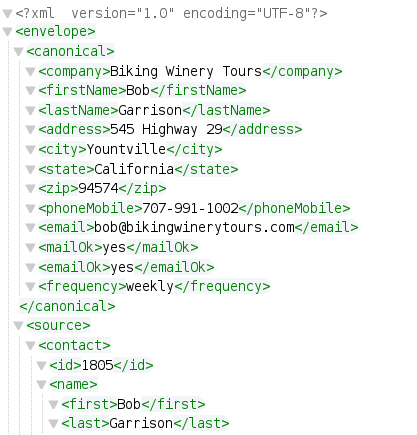 <?xml  version="1.0" encoding="UTF-8"?>
<envelope>
<canonical>
<company>Biking Winery Tours</company>
<firstName>Bob</firstName>
<lastName>Garrison</lastName>
<address>545 Highway 29</address>
<city>Yountville</city>
<state>California</state>
<zip>94574</zip>
<phoneMobile>707-991-1002</phoneMobile>
<email>bob@bikingwinerytours.com</email>
<mailOk>yes</mailOk>
<emailOk>yes</emailOk>
<frequency>weekly</frequency>
</canonical>
<source>
<contact>
<id>1805</id>
<name>
<first>Bob</first>
<last>Garrison</last>